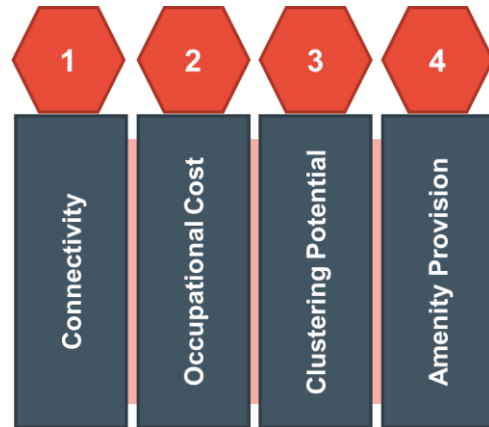 1
2
3
4
Connectivity
Occupational Cost
Clustering Potential
Amenity Provision